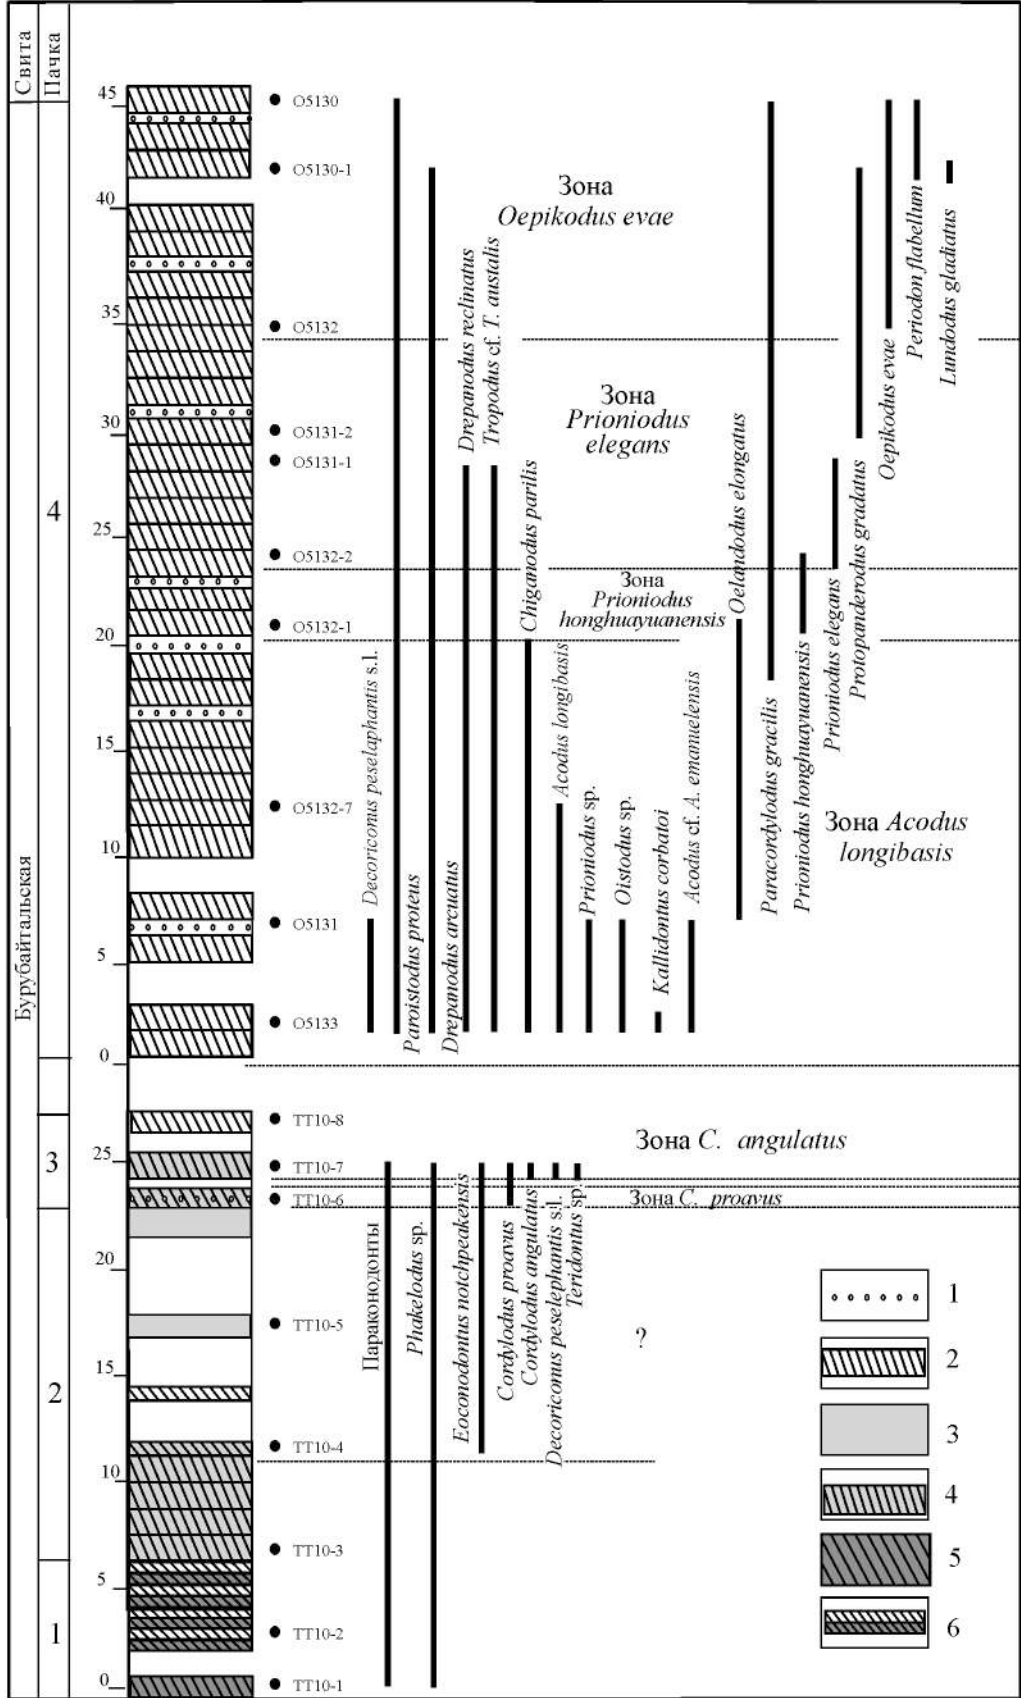 Свита
Пачка
Бурубайтальская
4
3
2
1
45
40
35
30
25
20
15
10
5
0
25
20
15
10
5
0
O5130
O5130-1
O5132
O5131-2
O5131-1
O5132-2
O5132-1
O5132-7
O5131
O5133
TT10-8
TT10-7
TT10-6
TT10-5
TT10-4
TT10-3
TT10-2
TT10-1
Зона
Oepikodus evae
Зона
Prioniodus
elegans
Зона
Prioniodus
honghuayuanensis
Зона Acodus
longibasis
Зона C. angulatus
Зона C. proavus
?
Decoriconus peselaphantis s.l.
Paroistodus proteus
Drepanodus arcuatus
Drepanodus reclinatus
Tropodus cf. T. australis
Chiganodus parilis
Acodus longibasis
Prioniodus sp.
Oistodus sp.
Kallidontus corbatoi
Acodus cf. A. emanuelensis
Oelandodus elongatus
Paracordylodus gracilis
Prioniodus honghuayuanensis
Prioniodus elegans
Protopanderodus gradatus
Oepikodus evae
Periodon flabellum
Lundodus gladiatus
Параконодонты
Phakelodus sp.
Eoconodontus notchpeakensis
Cordylodus proavus
Cordylodus angulatus
Decoriconus peselephantis s.l.
Teridontus sp.
1
2
3
4
5
6